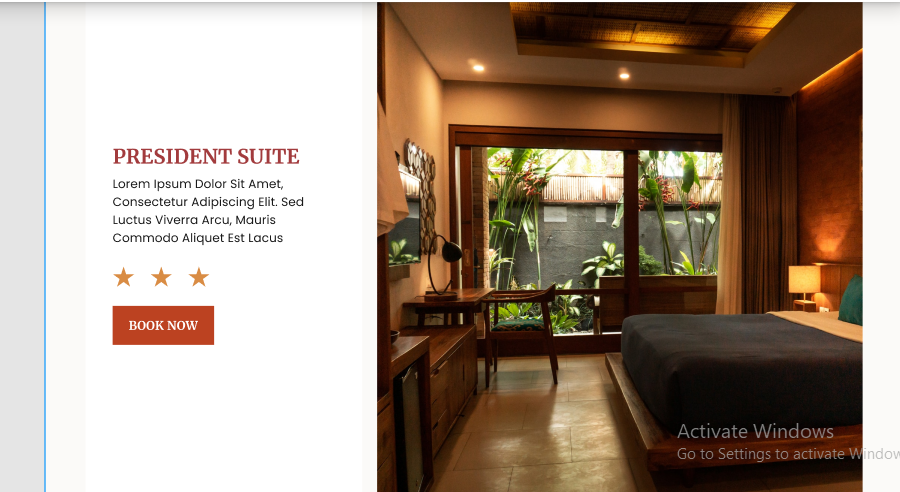 PRESIDENT SUITE
Lorem Ipsum Dolor Sit Amet,
Consectetur Adipiscing Elit. Sed
Luctus Viverra Arcu, Mauris
Commodo Aliquet Est Lacus
BOOK NOW
Activate Windows
Go to Settings to activate Window